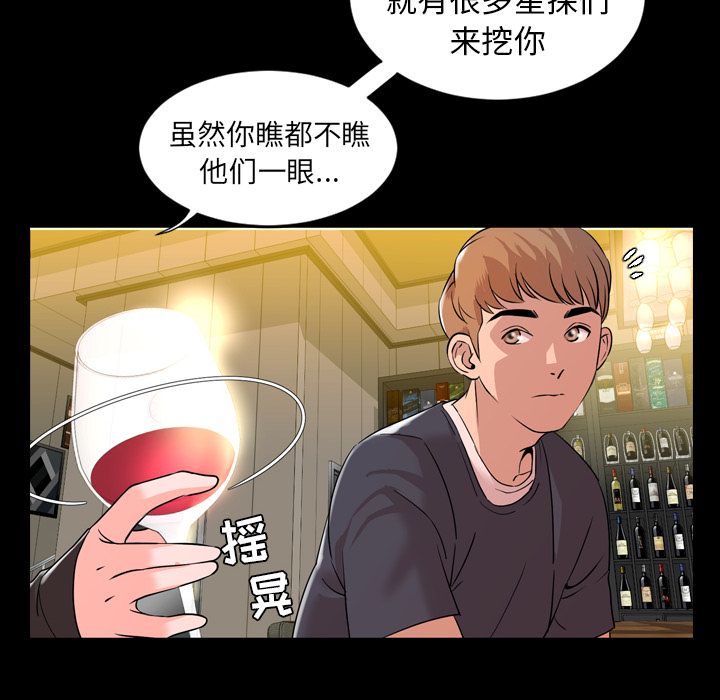 就有很多星探们
来挖你
虽然你瞧都不瞧
他们一眼...
摇
晃